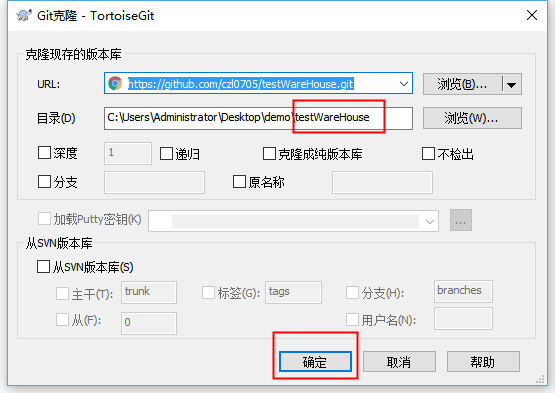 Git克隆 - TortoiseGit
克隆现存的版本库
URL: https://github.com/czl0705/testWareHouse.git 浏览(B)...
目录(D) C:\Users\Administrator\Desktop\demo\testWareHouse 浏览(W)...
深度 1 递归 克隆成纯版本库 不检出
分支 原名称
加载Putty密钥(K) ...
从SVN版本库
从SVN版本库(S)
主干(T): trunk 标签(G): tags 分支(H): branches
从(F): 0 用户名(N):
确定 取消 帮助